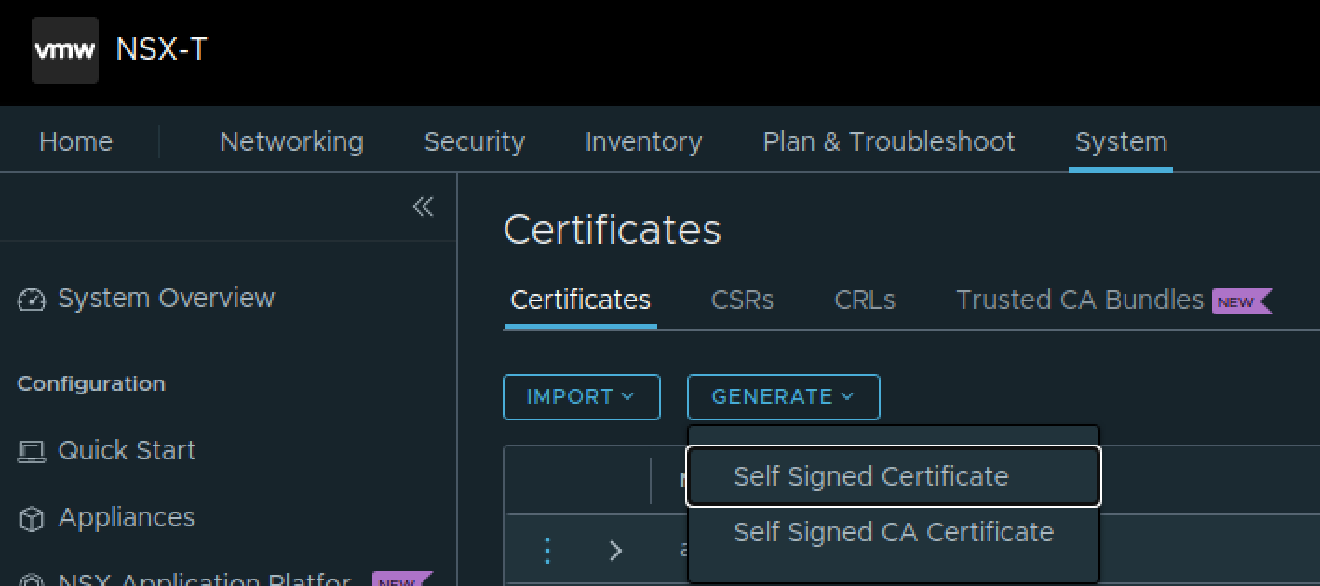 vmw NSX-T
Home Networking Security Inventory Plan & Troubleshoot System
Certificates
Certificates CSRs CRLs Trusted CA Bundles NEW
System Overview
Configuration
IMPORT GENERATE
Quick Start
Self Signed Certificate
Appliances
Self Signed CA Certificate
NSX Application Platfor NEW